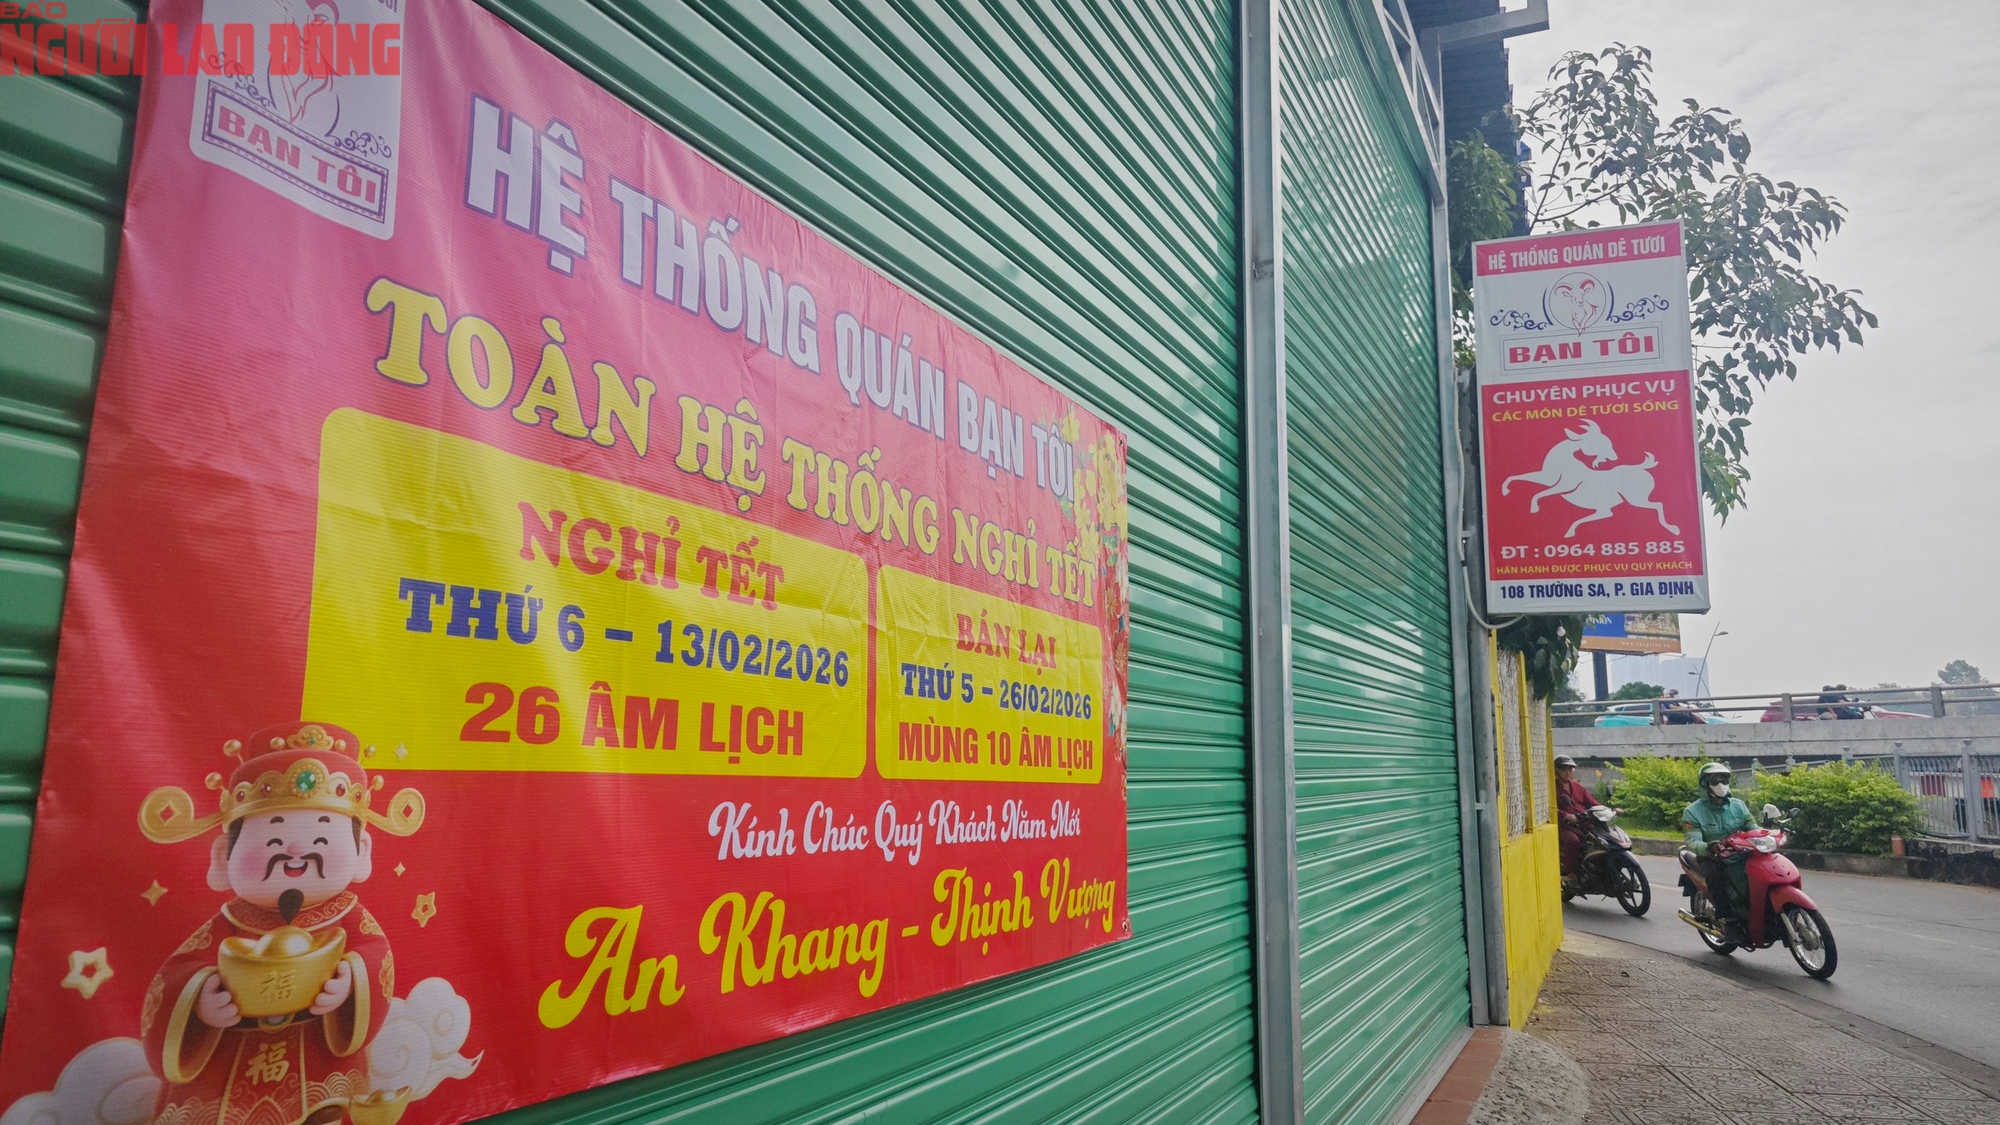 BÁO
NGƯỜI LAO ĐỘNG
BẠN TÔI
HỆ THỐNG QUÁN BẠN TÔI
TOÀN HỆ THỐNG NGHỈ TẾT
NGHỈ TẾT
THỨ 6 – 13/02/2026
26 ÂM LỊCH
BÁN LẠI
THỨ 5 – 26/02/2026
MÙNG 10 ÂM LỊCH
Kính Chúc Quý Khách Năm Mới
An Khang - Thịnh Vượng
福
福
HỆ THỐNG QUÁN DÊ TƯƠI
BẠN TÔI
CHUYÊN PHỤC VỤ
CÁC MÓN DÊ TƯƠI SỐNG
ĐT : 0964 885 885
HÂN HẠNH ĐƯỢC PHỤC VỤ QUÝ KHÁCH
108 TRƯỜNG SA, P. GIA ĐỊNH